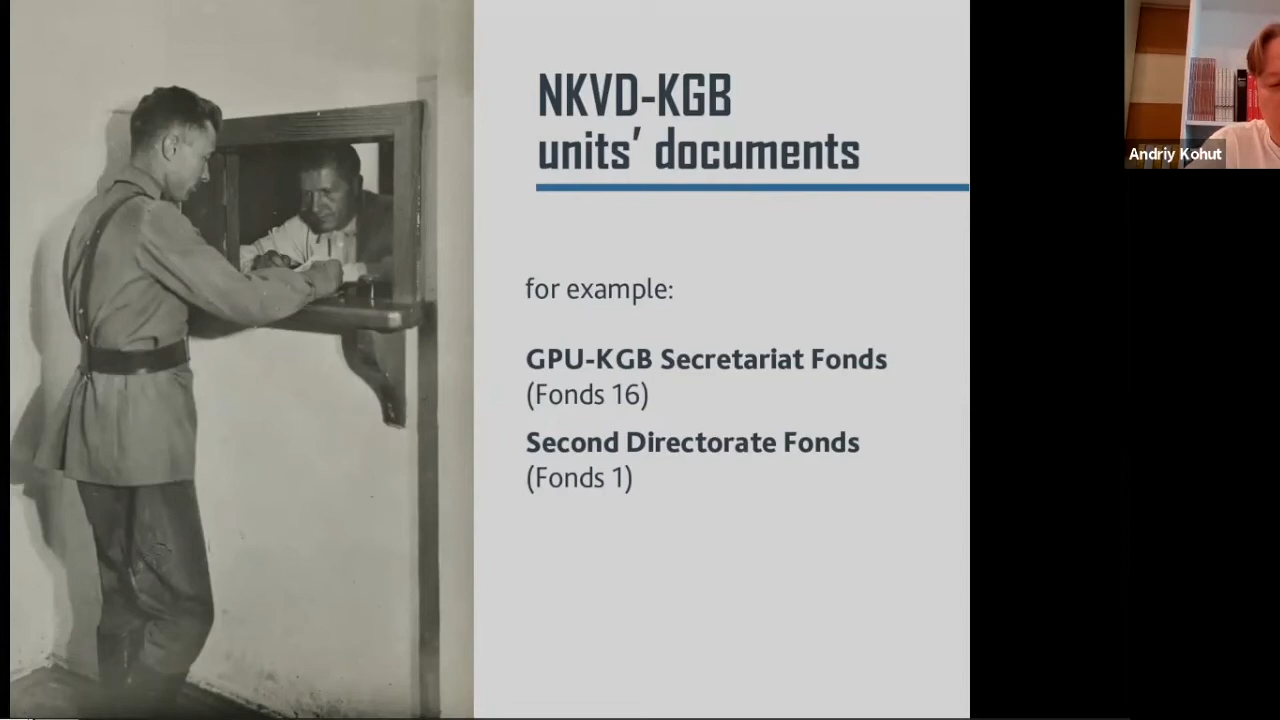 NKVD-KGB
units’ documents
for example:
GPU-KGB Secretariat Fonds
(Fonds 16)
Second Directorate Fonds
(Fonds 1)
Andriy Kohut